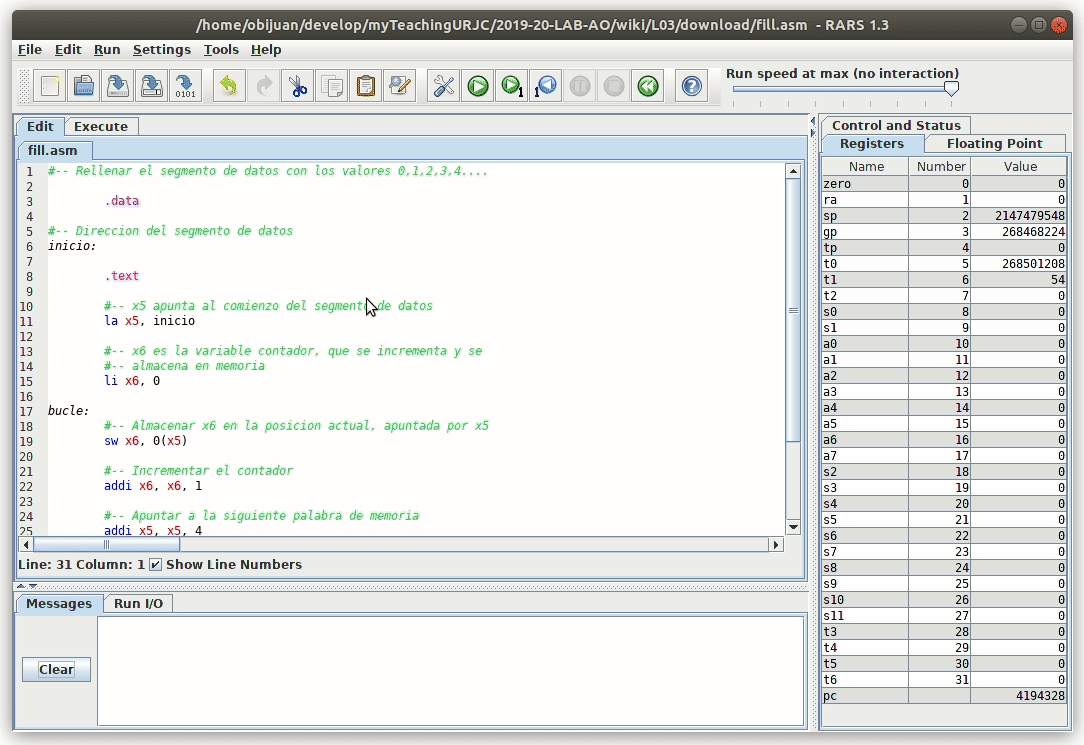 /home/obijuan/develop/myTeachingURJC/2019-20-LAB-AO/wiki/L03/download/fill.asm - RARS 1.3
File Edit Run Settings Tools Help
Run speed at max (no interaction)
Edit Execute
fill.asm
1 #-- Rellenar el segmento de datos con los valores 0,1,2,3,4....
2
3 .data
4
5 #-- Direccion del segmento de datos
6 inicio:
7
8 .text
9
10 #-- x5 apunta al comienzo del segmento de datos
11 la x5, inicio
12
13 #-- x6 es la variable contador, que se incrementa y se
14 #-- almacena en memoria
15 li x6, 0
16
17 bucle:
18 #-- Almacenar x6 en la posicion actual, apuntada por x5
19 sw x6, 0(x5)
20
21 #-- Incrementar el contador
22 addi x6, x6, 1
23
24 #-- Apuntar a la siguiente palabra de memoria
25 addi x5, x5, 4
Line: 31 Column: 1 Show Line Numbers
Messages Run I/O
Clear
Control and Status
Registers Floating Point
Name Number Value
zero 0 0
ra 1 0
sp 2 2147479548
gp 3 268468224
tp 4 0
t0 5 268501208
t1 6 54
t2 7 0
s0 8 0
s1 9 0
a0 10 0
a1 11 0
a2 12 0
a3 13 0
a4 14 0
a5 15 0
a6 16 0
a7 17 0
s2 18 0
s3 19 0
s4 20 0
s5 21 0
s6 22 0
s7 23 0
s8 24 0
s9 25 0
s10 26 0
s11 27 0
t3 28 0
t4 29 0
t5 30 0
t6 31 0
pc 4194328